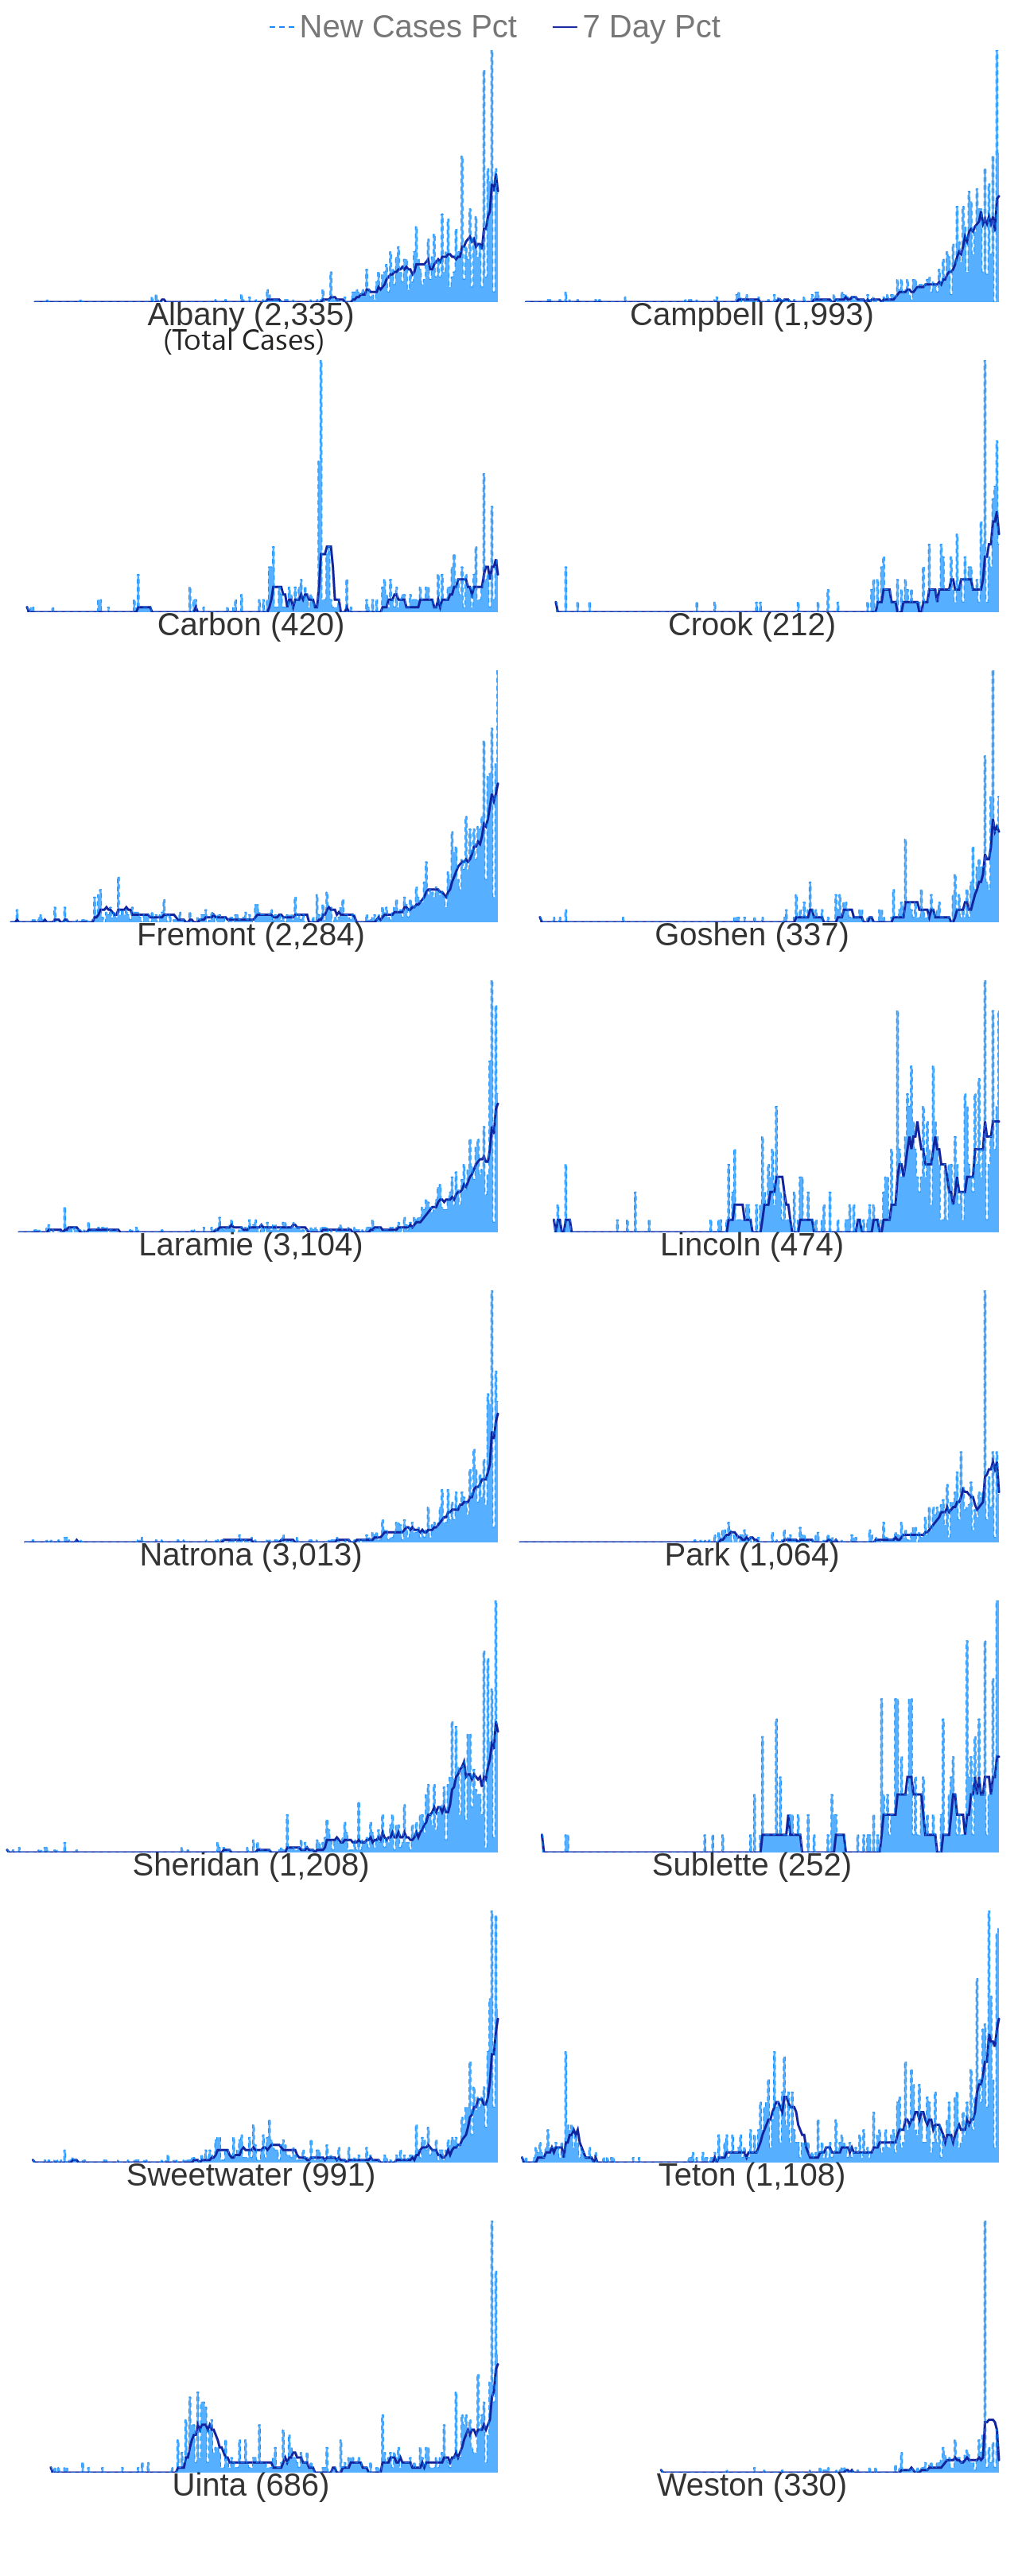 New Cases Pct 7 Day Pct
Albany (2,335) Campbell (1,993)
(Total Cases)
Carbon (420) Crook (212)
Fremont (2,284) Goshen (337)
Laramie (3,104) Lincoln (474)
Natrona (3,013) Park (1,064)
Sheridan (1,208) Sublette (252)
Sweetwater (991) Teton (1,108)
Uinta (686) Weston (330)